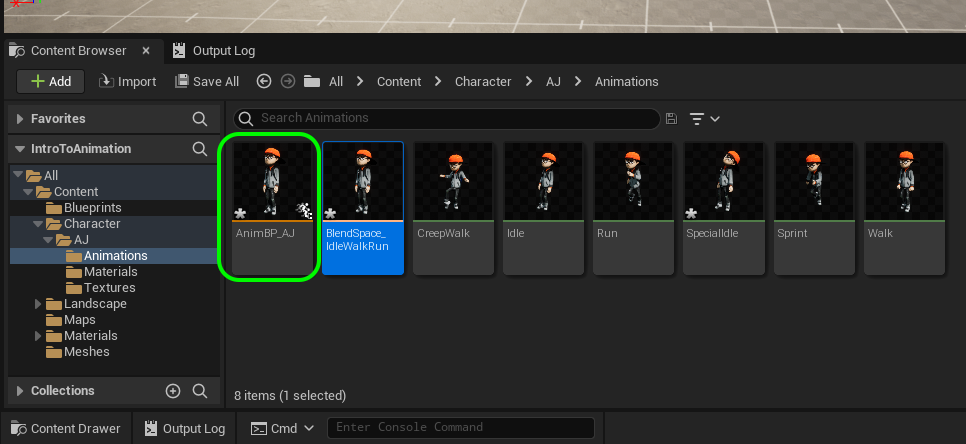 Content Browser
Output Log
Add
Import
Save All
All
Content
Character
AJ
Animations
Favorites
Search Animations
IntroToAnimation
All
Content
Blueprints
Character
AJ
Animations
Materials
Textures
Landscape
Maps
Materials
Meshes
AnimBP_AJ
BlendSpace_
IdleWalkRun
CreepWalk
Idle
Run
SpecialIdle
Sprint
Walk
Collections
8 items (1 selected)
Content Drawer
Output Log
Cmd
Enter Console Command